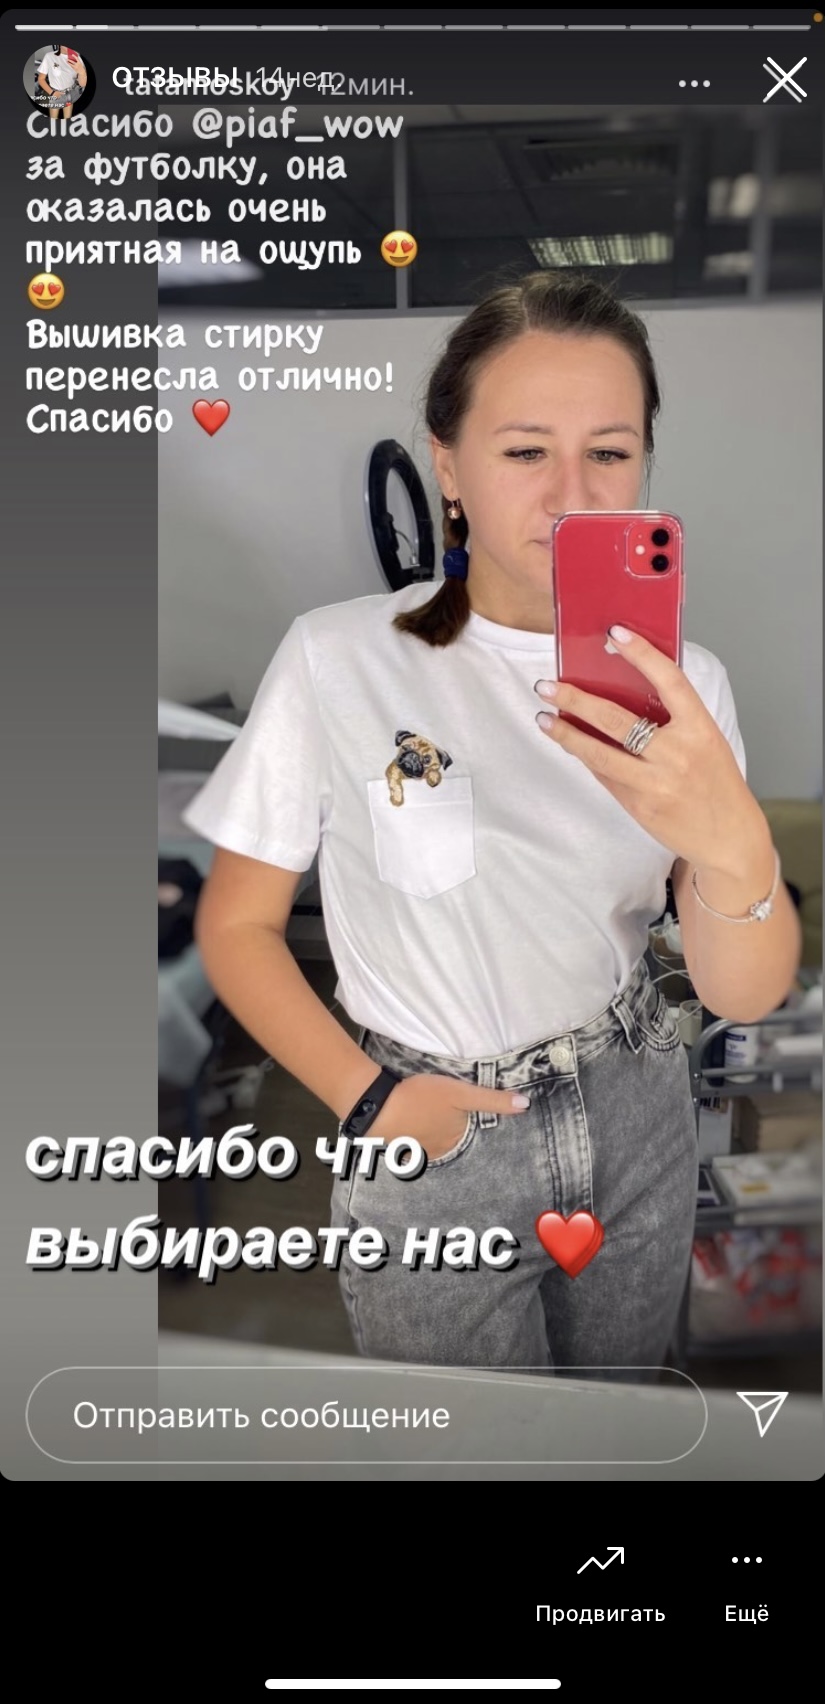 ОТЗЫВЫ 14нед.
tatamoskoy 42мин.
Спасибо @piaf_wow
за футболку, она
оказалась очень
приятная на ощупь 😍
😍
Вышивка стирку
перенесла отлично!
Спасибо ❤️
спасибо что
выбираете нас ❤️
Отправить сообщение
Продвигать
Ещё